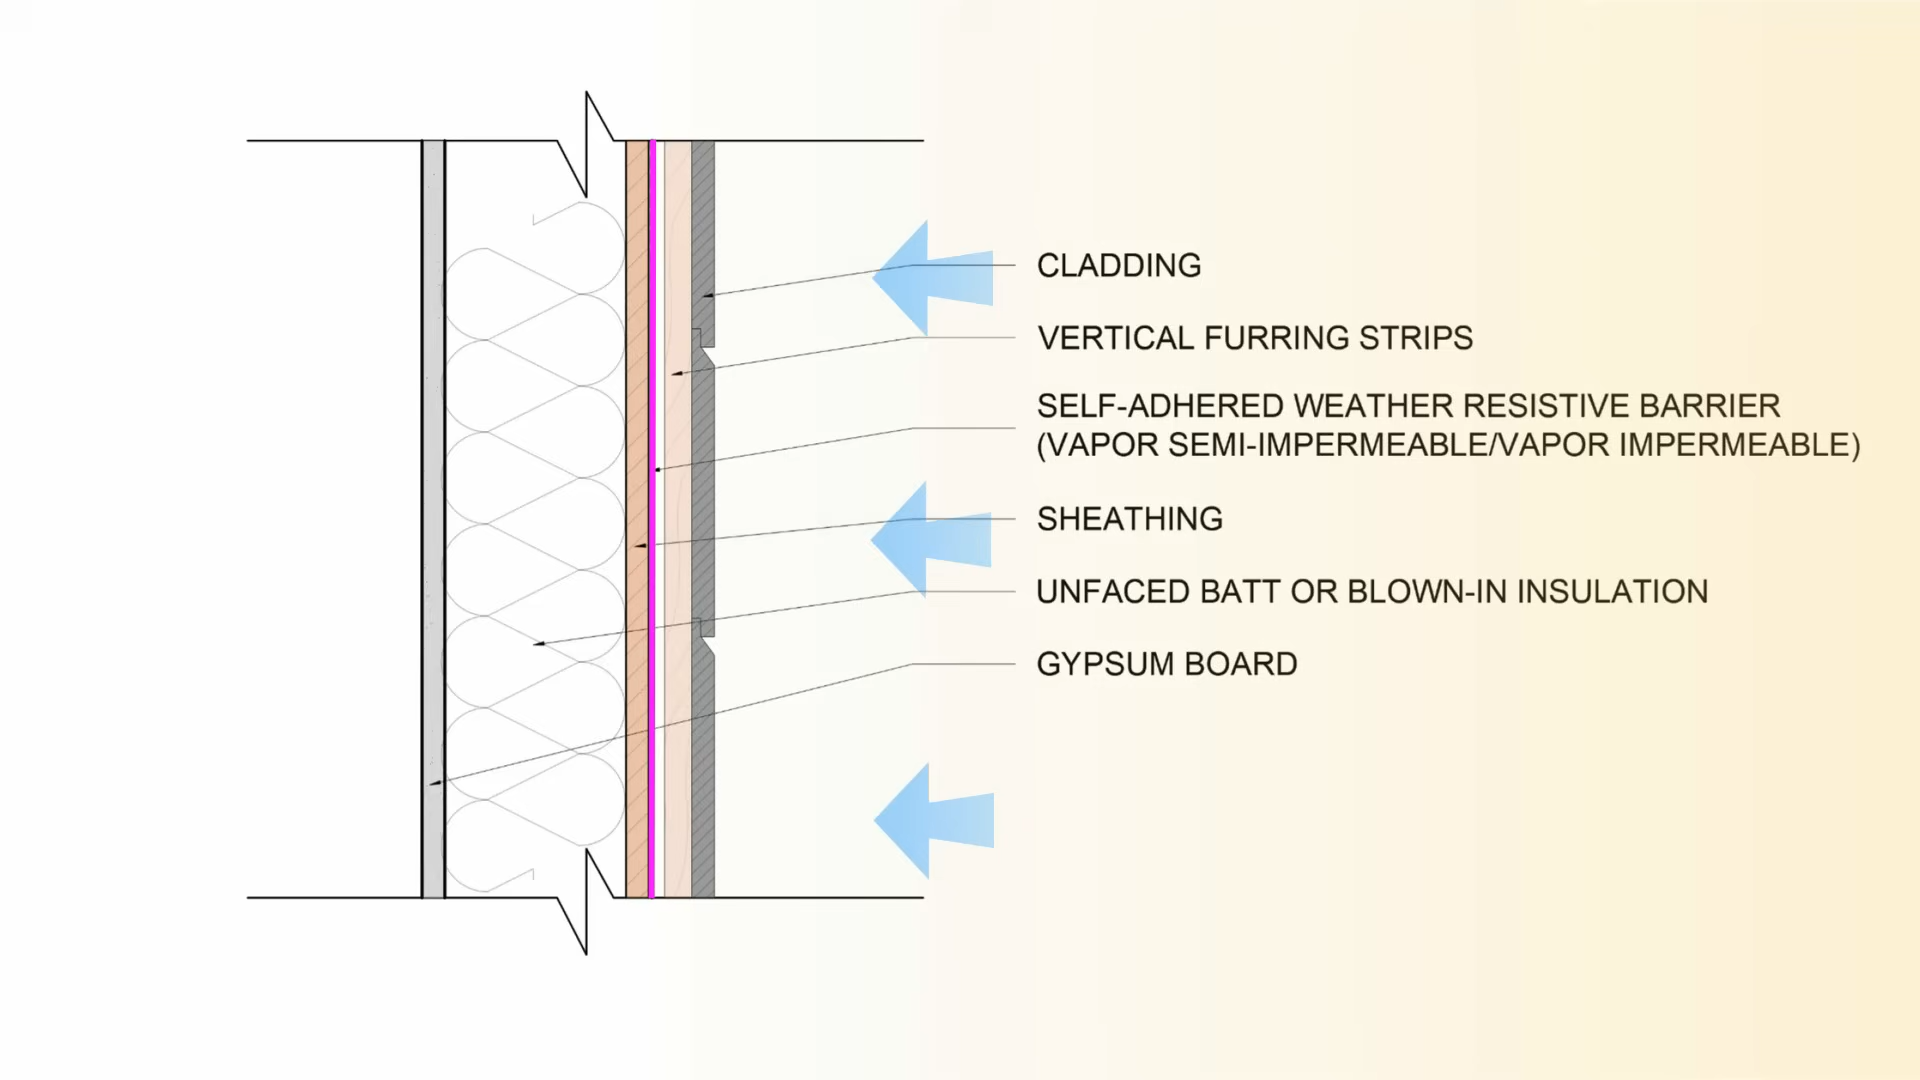 CLADDING
VERTICAL FURRING STRIPS
SELF-ADHERED WEATHER RESISTIVE BARRIER
(VAPOR SEMI-IMPERMEABLE/VAPOR IMPERMEABLE)
SHEATHING
UNFACED BATT OR BLOWN-IN INSULATION
GYPSUM BOARD